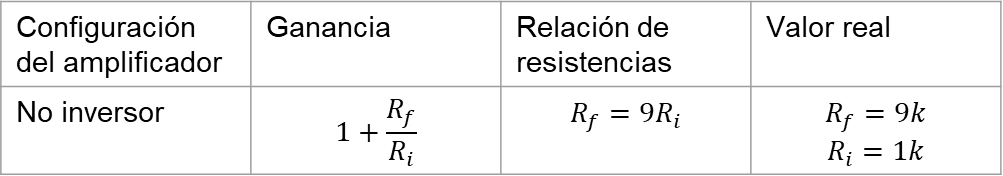 Configuración del amplificador
Ganancia
Relación de resistencias
Valor real
No inversor
1 + R_f/R_i
R_f = 9R_i
R_f = 9k
R_i = 1k